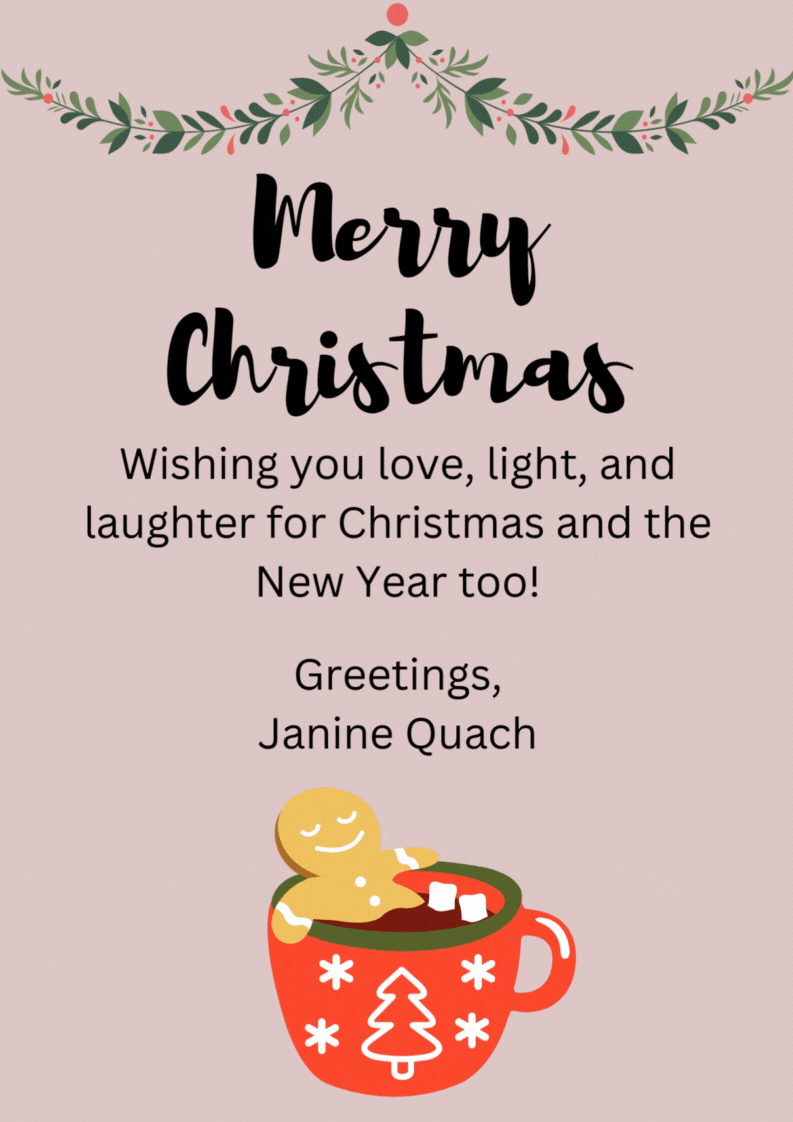 Merry
Christmas
Wishing you love, light, and
laughter for Christmas and the
New Year too!
Greetings,
Janine Quach